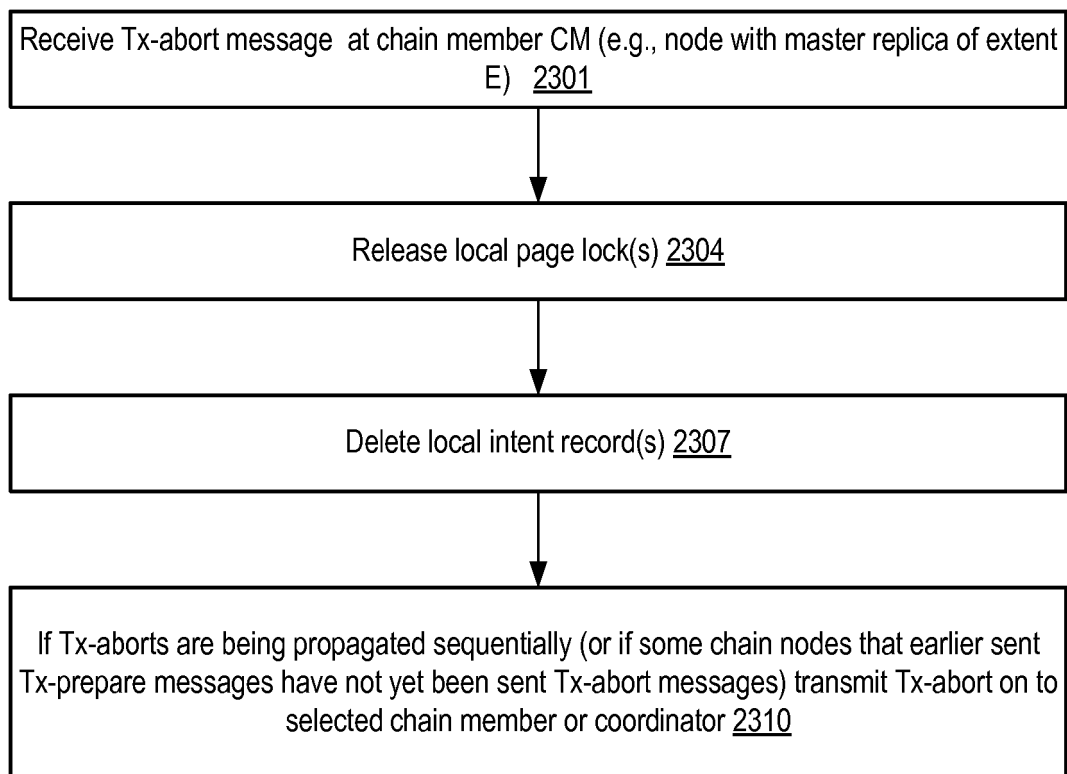 Receive Tx-abort message at chain member CM (e.g., node with master replica of extent
E) 2301
Release local page lock(s) 2304
Delete local intent record(s) 2307
If Tx-aborts are being propagated sequentially (or if some chain nodes that earlier sent
Tx-prepare messages have not yet been sent Tx-abort messages) transmit Tx-abort on to
selected chain member or coordinator 2310